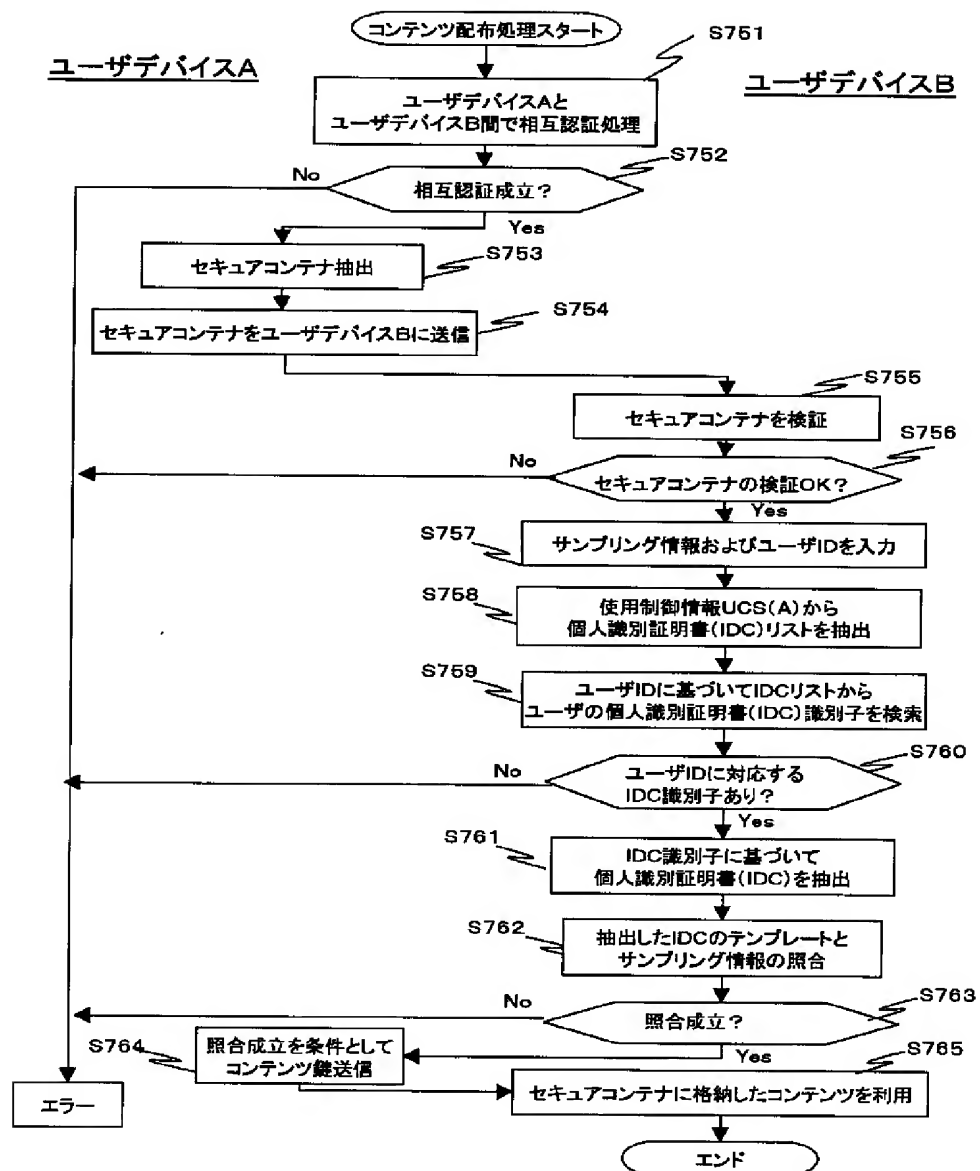 コンテンツ配布処理スタート
S751
ユーザデバイスA
ユーザデバイスB
ユーザデバイスAと
ユーザデバイスB間で相互認証処理
S752
No
相互認証成立?
Yes
S753
セキュアコンテナ抽出
S754
セキュアコンテナをユーザデバイスBに送信
S755
セキュアコンテナを検証
S756
No
セキュアコンテナの検証OK?
Yes
S757
サンプリング情報およびユーザIDを入力
S758
使用制御情報UCS(A)から
個人識別証明書(IDC)リストを抽出
S759
ユーザIDに基づいてIDCリストから
ユーザの個人識別証明書(IDC)識別子を検索
S760
No
ユーザIDに対応する
IDC識別子あり?
Yes
S761
IDC識別子に基づいて
個人識別証明書(IDC)を抽出
S762
抽出したIDCのテンプレートと
サンプリング情報の照合
S763
No
照合成立?
Yes
S764
照合成立を条件として
コンテンツ鍵送信
S765
セキュアコンテナに格納したコンテンツを利用
エラー
エンド